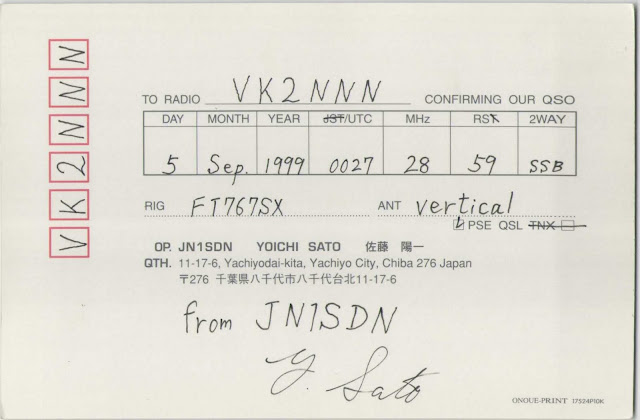 VK2NNN
TO RADIO VK2NNN CONFIRMING OUR QSO
DAY MONTH YEAR JST/UTC MHz RST 2WAY
5 Sep. 1999 0027 28 59 SSB
RIG FT767SX ANT vertical
PSE QSL TNX
OP. JN1SDN YOICHI SATO 佐藤 陽一
QTH. 11-17-6, Yachiyodai-kita, Yachiyo City, Chiba 276 Japan
〒276 千葉県八千代市八千代台北11-17-6
from JN1SDN
Y. Sato
ONOUE-PRINT 17524P10K